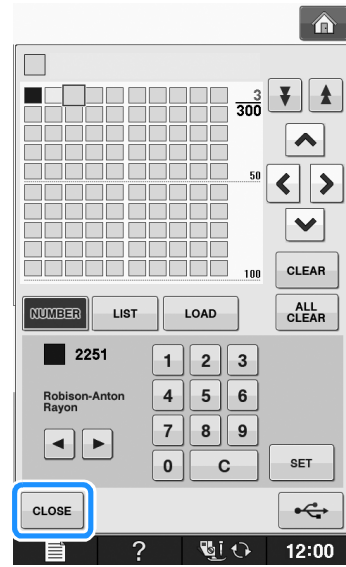 3
300
50
100
CLEAR
NUMBER LIST LOAD
ALL
CLEAR
2251
1 2 3
Robison-Anton
Rayon
4 5 6
7 8 9
0 C
SET
CLOSE
? 12:00